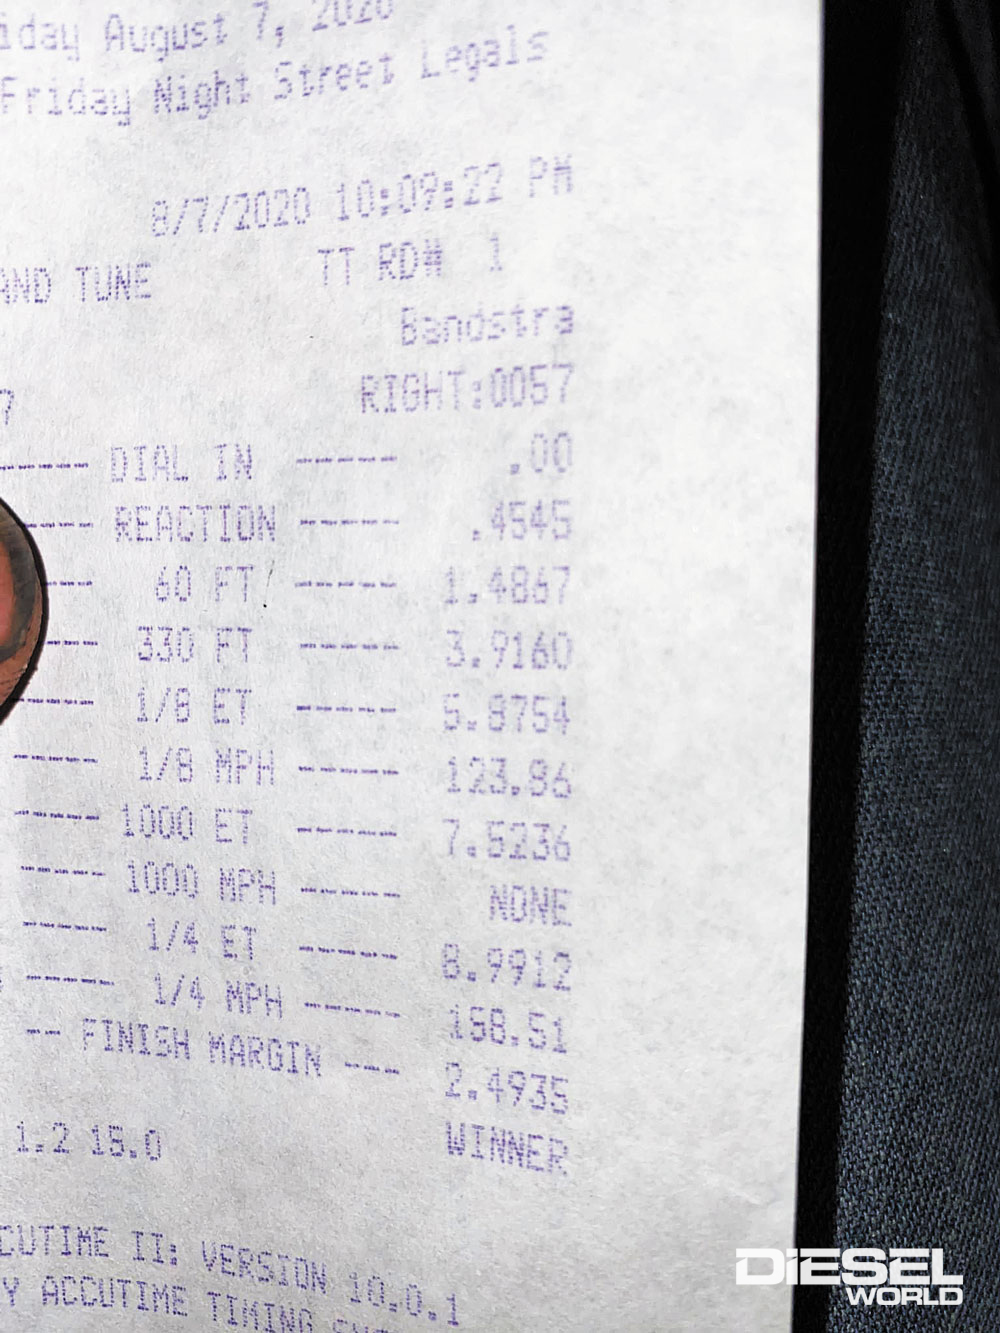 iday August 7, 2020
Friday Night Street Legals
8/7/2020 10:09:22 PM
AND TUNE TT RD# 1
Bandstra
7 RIGHT:0057
----- DIAL IN ----- .00
---- REACTION ---- .4545
--- 60 FT ----- 1.4867
---- 330 FT ----- 3.9160
----- 1/8 ET ----- 5.8754
----- 1/8 MPH ----- 123.86
----- 1000 ET ----- 7.5236
----- 1000 MPH ----- NONE
----- 1/4 ET ----- 8.9912
----- 1/4 MPH ----- 158.51
-- FINISH MARGIN --- 2.4935
1.2 15.0 WINNER
CUTIME II: VERSION 10.0.1
Y ACCUTIME TIMING
DIESEL
WORLD